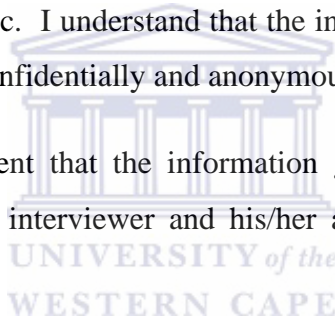 c. I understand that the in
nfidentially and anonymou
ent that the information
interviewer and his/her a
UNIVERSITY of the
WESTERN CAPE